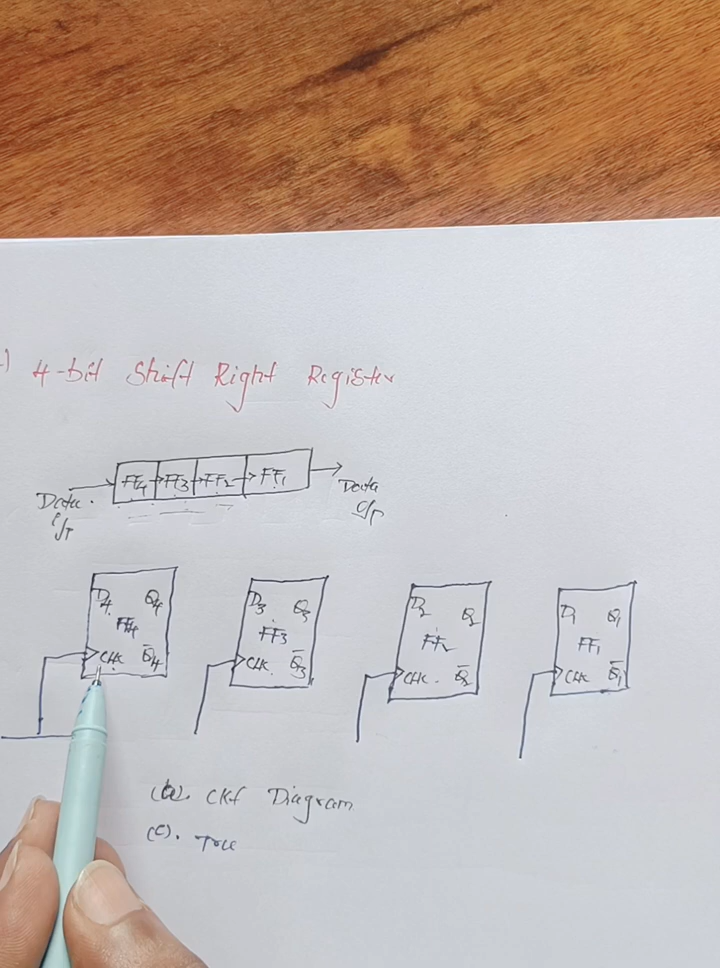 4-bit Shift Right Register
FF4 FF3 FF2 FF1
Data i/p
Data o/p
D4 Q4 D3 Q3 D2 Q2 D1 Q1
FF4 FF3 FF2 FF1
CLK Q̅4 CLK Q̅3 CLK Q̅2 CLK Q̅1
CKT Diagram
(c).